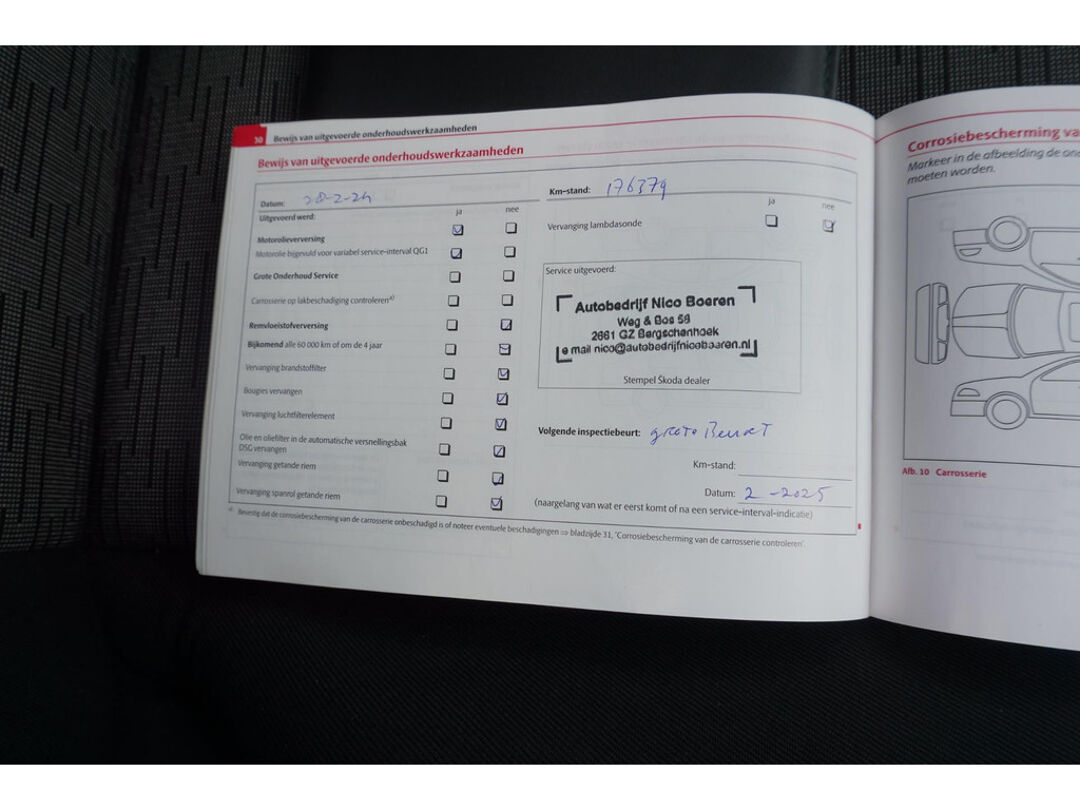 30 Bewijs van uitgevoerde onderhoudswerkzaamheden
Bewijs van uitgevoerde onderhoudswerkzaamheden
Datum: 28-2-24
Uitgevoerd werd: ja nee
Motorolieverversing
Motorolie bijgevuld voor variabel service-interval QG1
Grote Onderhoud Service
Carrosserie op lakbeschadiging controleren a)
Remvloeistofverversing
Bijkomend alle 60 000 km of om de 4 jaar
Vervanging brandstoffilter
Bougies vervangen
Vervanging luchtfilterelement
Olie en oliefilter in de automatische versnellingsbak
DSG vervangen
Vervanging getande riem
Vervanging spanrol getande riem
Km-stand: 176379
ja nee
Vervanging lambdasonde
Service uitgevoerd:
Autobedrijf Nico Boeren
Weg & Bos 58
2661 GZ Bergschenhoek
e mail nico@autobedrijfnicoboeren.nl
Stempel Škoda dealer
Volgende inspectiebeurt: grote Beurt
Km-stand:
Datum: 2-2025
(naargelang van wat er eerst komt of na een service-interval-indicatie)
a) Bevestig dat de corrosiebescherming van de carrosserie onbeschadigd is of noteer eventuele beschadigingen ⇒ bladzijde 31, 'Corrosiebescherming van de carrosserie controleren'.
Corrosiebescherming va
Markeer in de afbeelding de on
moeten worden.
Afb. 10 Carrosserie